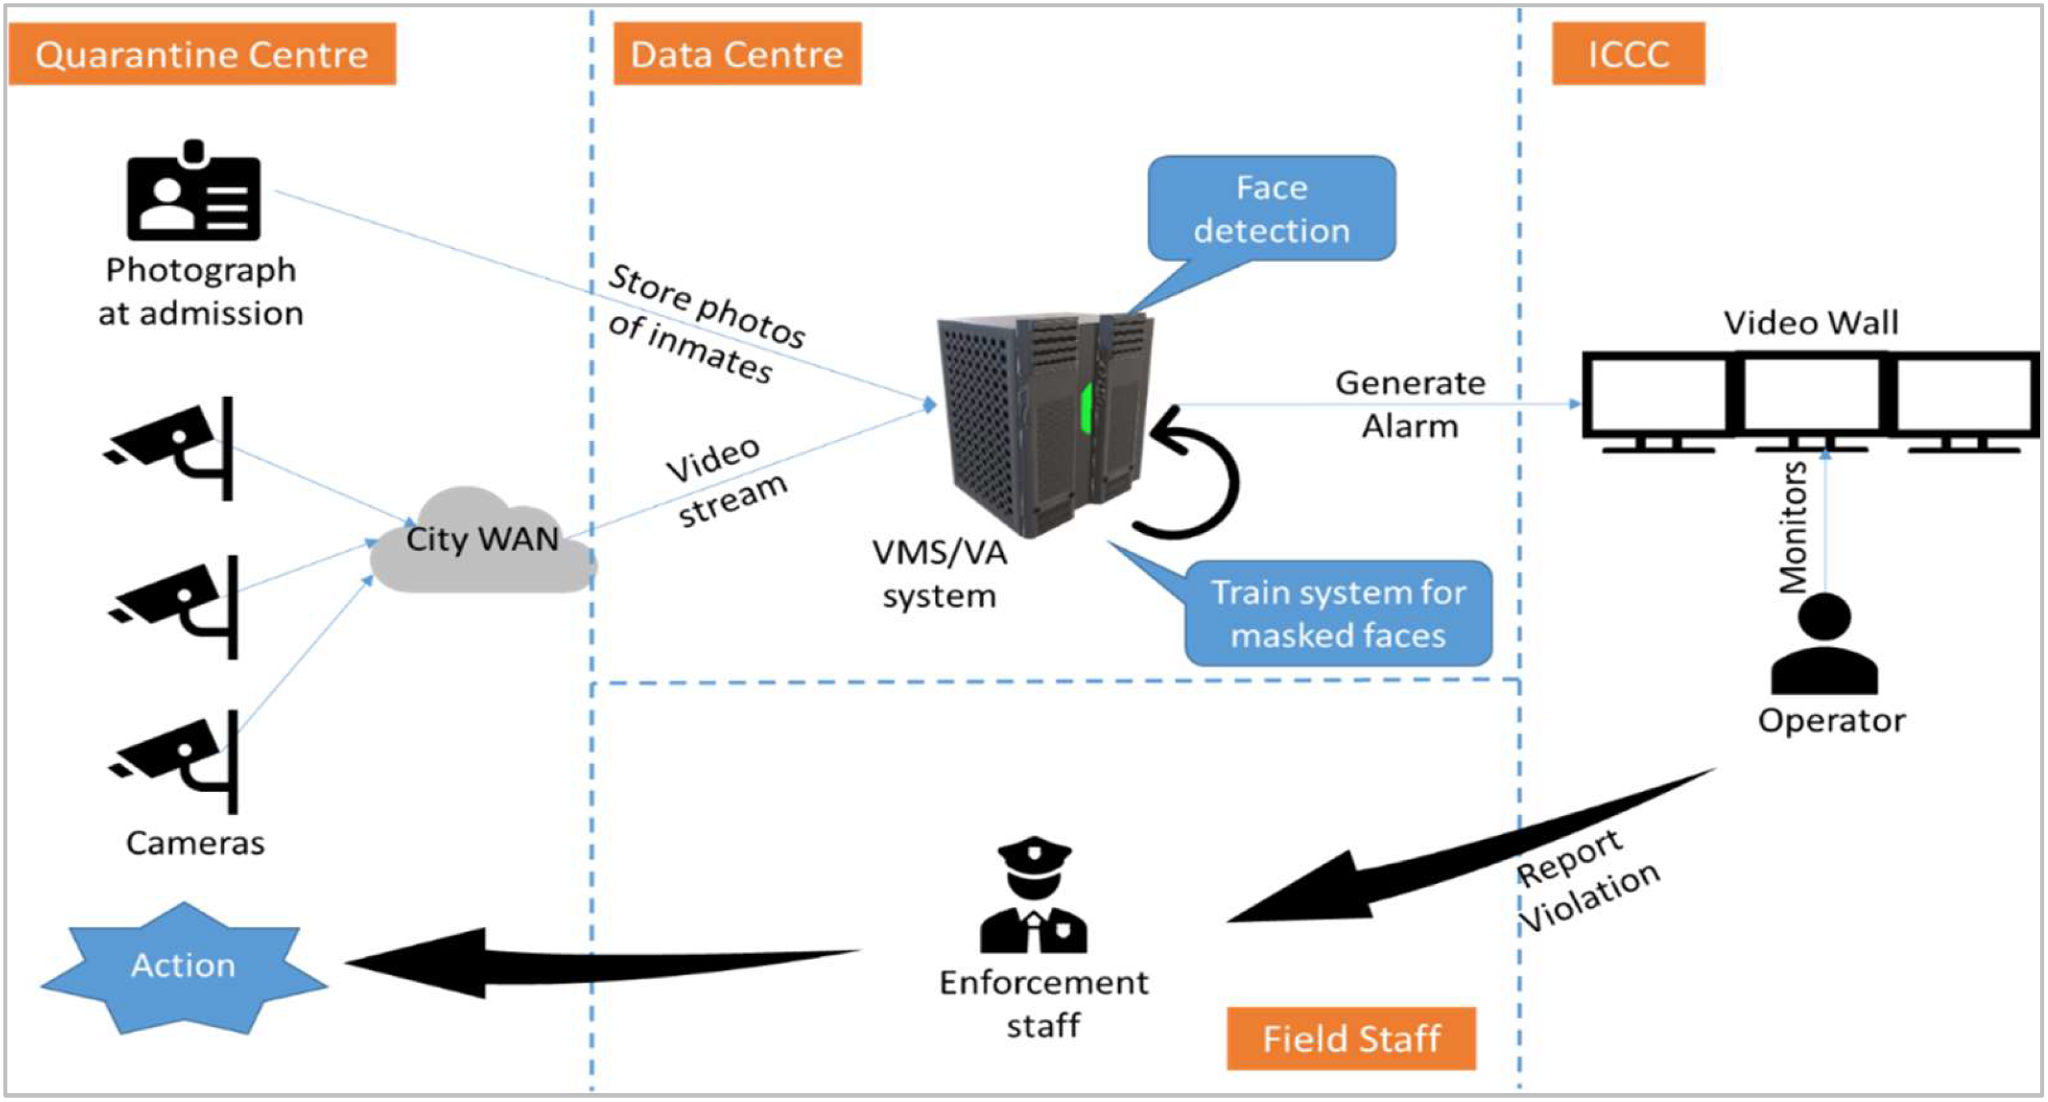 Quarantine Centre
Data Centre
ICCC
Photograph
at admission
Store photos
of inmates
Face
detection
Video Wall
Generate
Alarm
Video
stream
City WAN
VMS/VA
system
Train system for
masked faces
Monitors
Operator
Cameras
Report
Violation
Action
Enforcement
staff
Field Staff